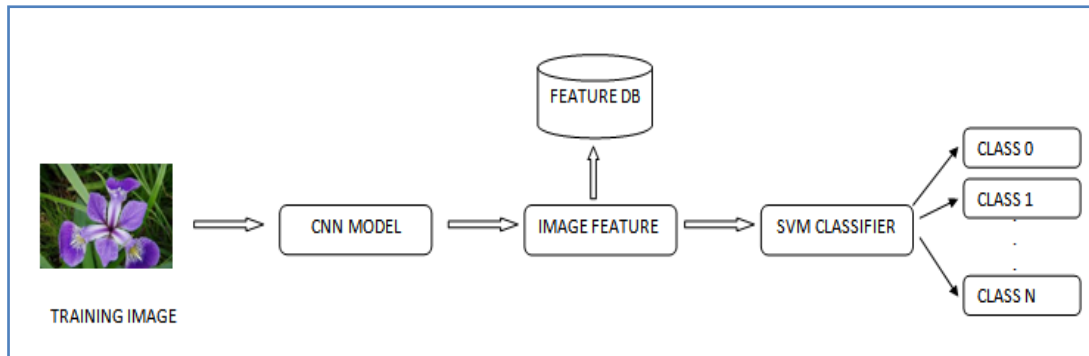 FEATURE DB
CLASS 0
CNN MODEL
IMAGE FEATURE
SVM CLASSIFIER
CLASS 1
CLASS N
TRAINING IMAGE